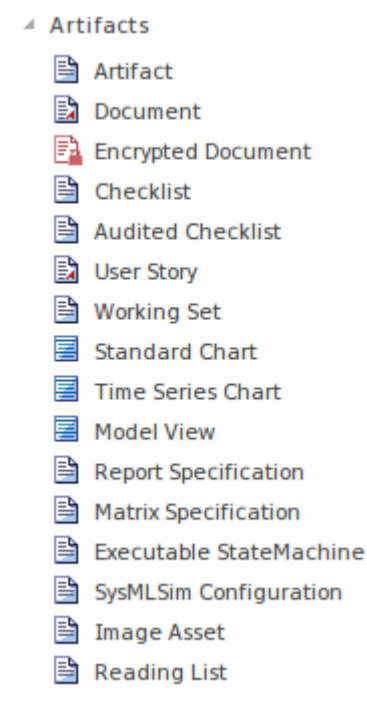 Artifacts
Artifact
Document
Encrypted Document
Checklist
Audited Checklist
User Story
Working Set
Standard Chart
Time Series Chart
Model View
Report Specification
Matrix Specification
Executable StateMachine
SysMLSim Configuration
Image Asset
Reading List